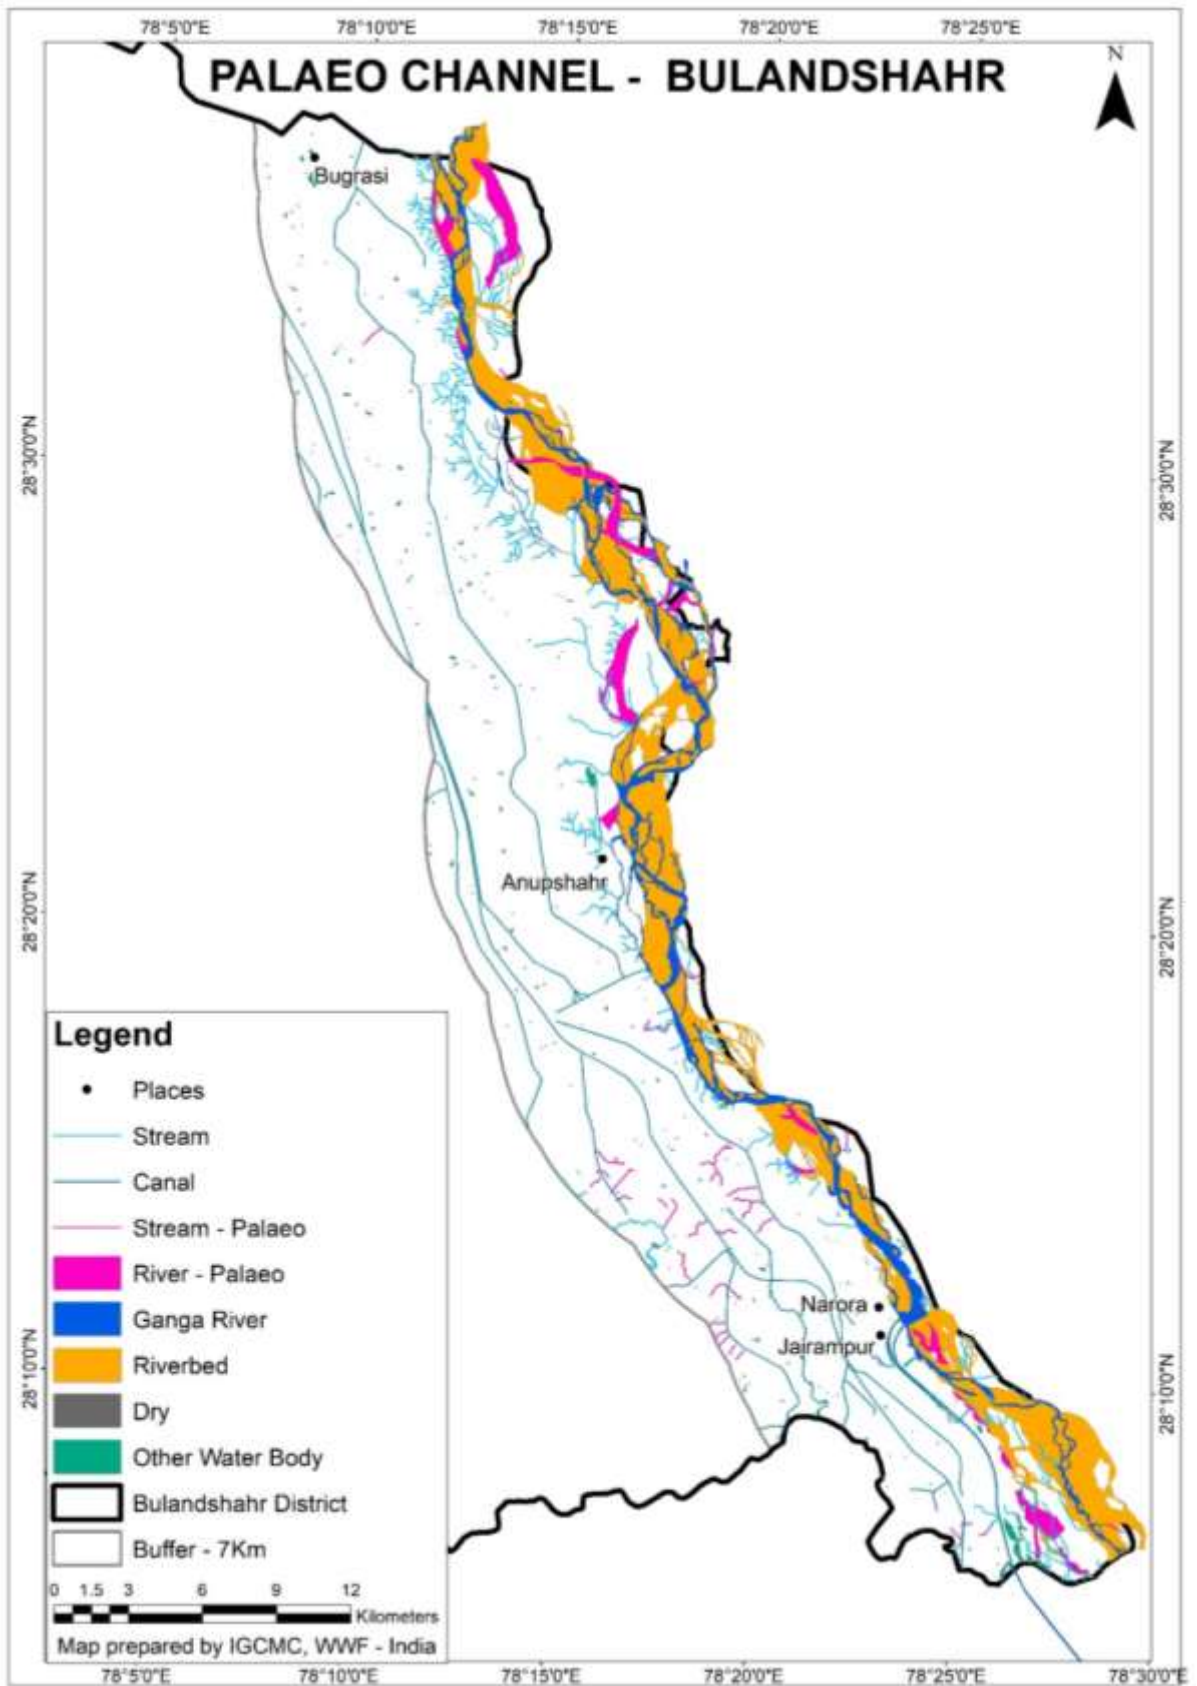 78°5'0"E 78°10'0"E 78°15'0"E 78°20'0"E 78°25'0"E
N
PALAEO CHANNEL - BULANDSHAHR
Bugrasi
28°30'0"N 28°30'0"N
Anupshahr
28°20'0"N 28°20'0"N
Narora
Jairampur
28°10'0"N 28°10'0"N
Legend
Places
Stream
Canal
Stream - Palaeo
River - Palaeo
Ganga River
Riverbed
Dry
Other Water Body
Bulandshahr District
Buffer - 7Km
0 1.5 3 6 9 12
Kilometers
Map prepared by IGCMC, WWF - India
78°5'0"E 78°10'0"E 78°15'0"E 78°20'0"E 78°25'0"E 78°30'0"E